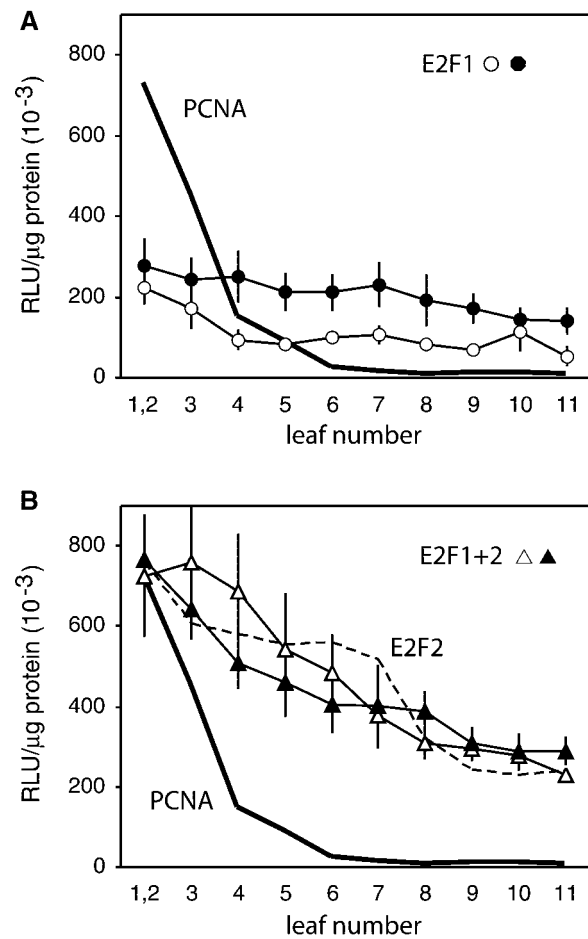 A
RLU/µg protein (10⁻³)
800
600
400
200
0
PCNA
E2F1
1,2 3 4 5 6 7 8 9 10 11
leaf number
B
RLU/µg protein (10⁻³)
800
600
400
200
0
E2F1+2
E2F2
PCNA
1,2 3 4 5 6 7 8 9 10 11
leaf number